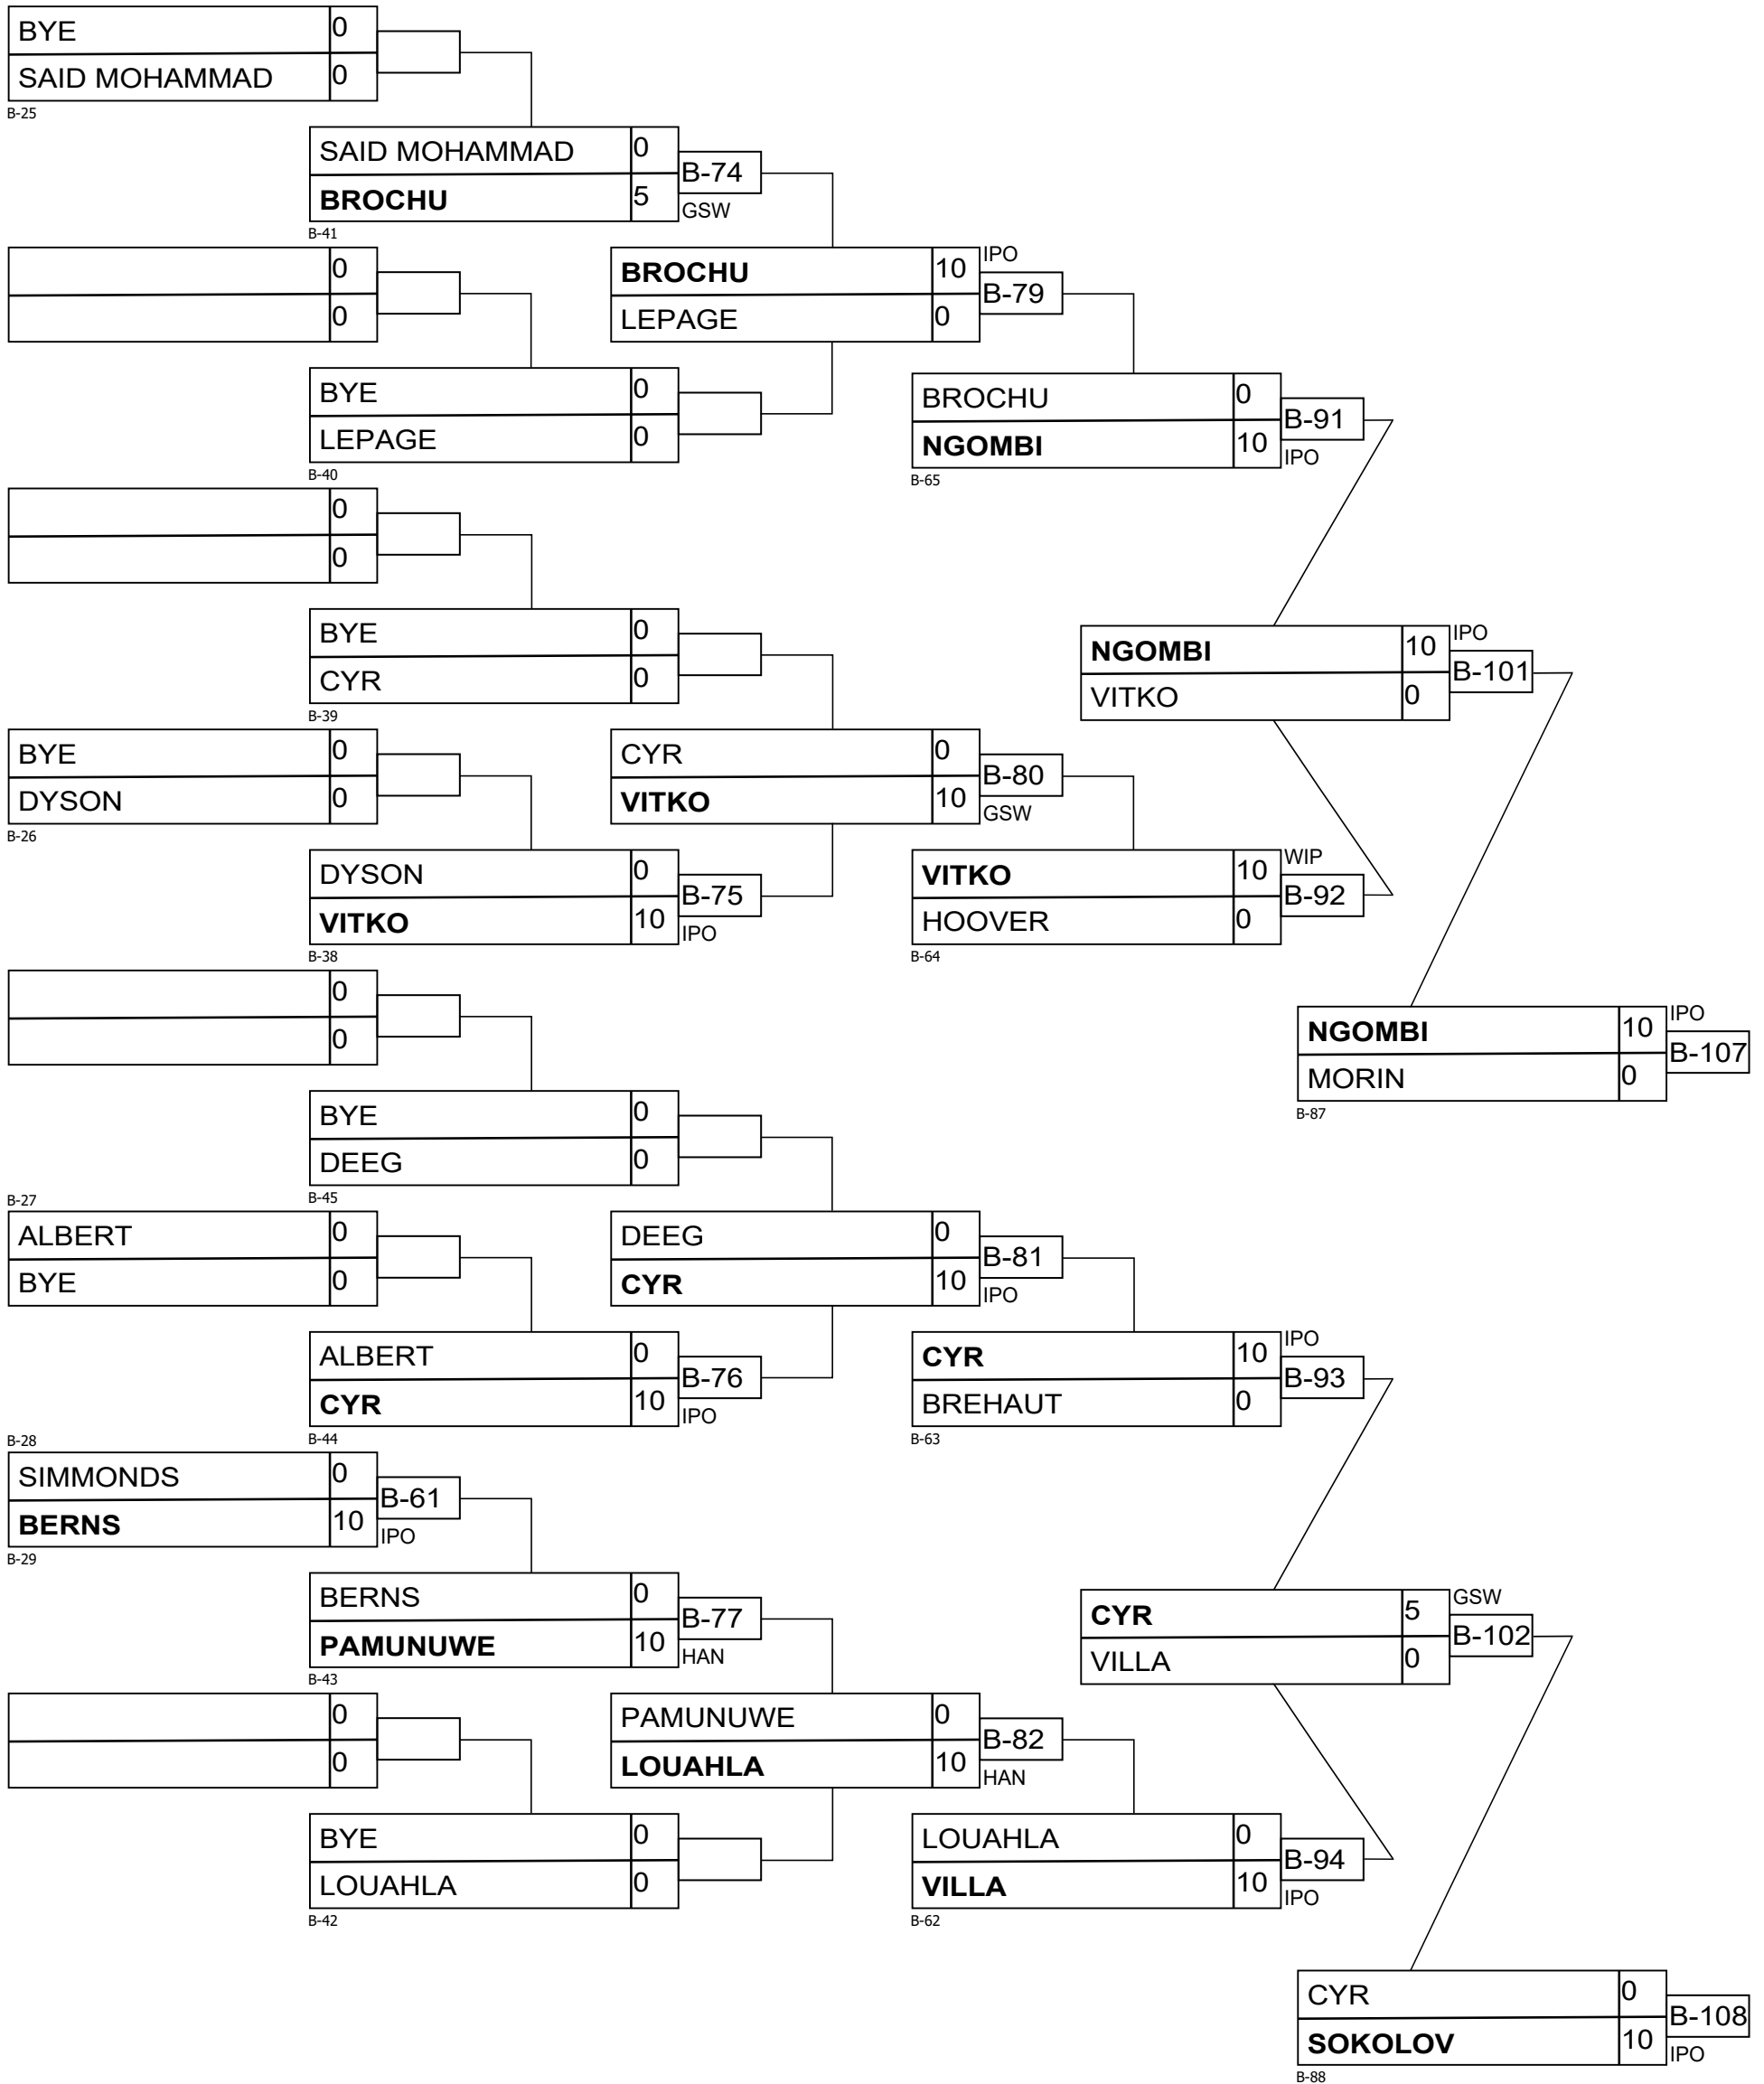 BYE 0
SAID MOHAMMAD 0
B-25
SAID MOHAMMAD 0
BROCHU 5
B-74
GSW
B-41
0
0
BROCHU 10
LEPAGE 0
IPO
B-79
BYE 0
LEPAGE 0
B-40
BROCHU 0
NGOMBI 10
B-91
IPO
B-65
0
0
BYE 0
CYR 0
B-39
NGOMBI 10
VITKO 0
IPO
B-101
BYE 0
DYSON 0
B-26
CYR 0
VITKO 10
B-80
GSW
DYSON 0
VITKO 10
B-75
IPO
B-38
VITKO 10
HOOVER 0
WIP
B-92
B-64
0
0
NGOMBI 10
MORIN 0
IPO
B-107
B-87
BYE 0
DEEG 0
B-45
B-27
ALBERT 0
BYE 0
DEEG 0
CYR 10
B-81
IPO
ALBERT 0
CYR 10
B-76
IPO
B-44
CYR 10
BREHAUT 0
IPO
B-93
B-63
B-28
SIMMONDS 0
BERNS 10
B-61
IPO
B-29
BERNS 0
PAMUNUWE 10
B-77
HAN
B-43
CYR 5
VILLA 0
GSW
B-102
0
0
PAMUNUWE 0
LOUAHLA 10
B-82
HAN
BYE 0
LOUAHLA 0
B-42
LOUAHLA 0
VILLA 10
B-94
IPO
B-62
CYR 0
SOKOLOV 10
B-108
IPO
B-88